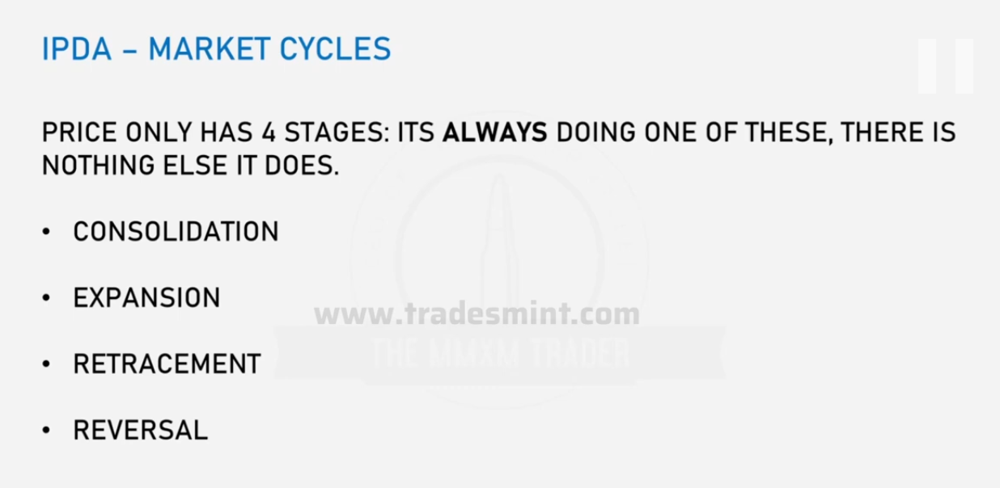 IPDA – MARKET CYCLES
PRICE ONLY HAS 4 STAGES: ITS ALWAYS DOING ONE OF THESE, THERE IS
NOTHING ELSE IT DOES.
• CONSOLIDATION
• EXPANSION
www.tradesmint.com
THE MMXM TRADER
• RETRACEMENT
• REVERSAL